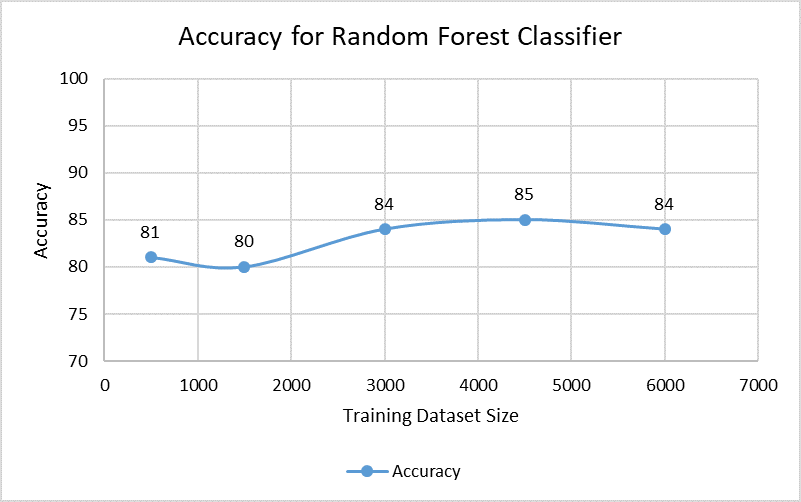 Accuracy for Random Forest Classifier
100
95
90
85
80
75
70
Accuracy
81
80
84
85
84
0 1000 2000 3000 4000 5000 6000 7000
Training Dataset Size
Accuracy